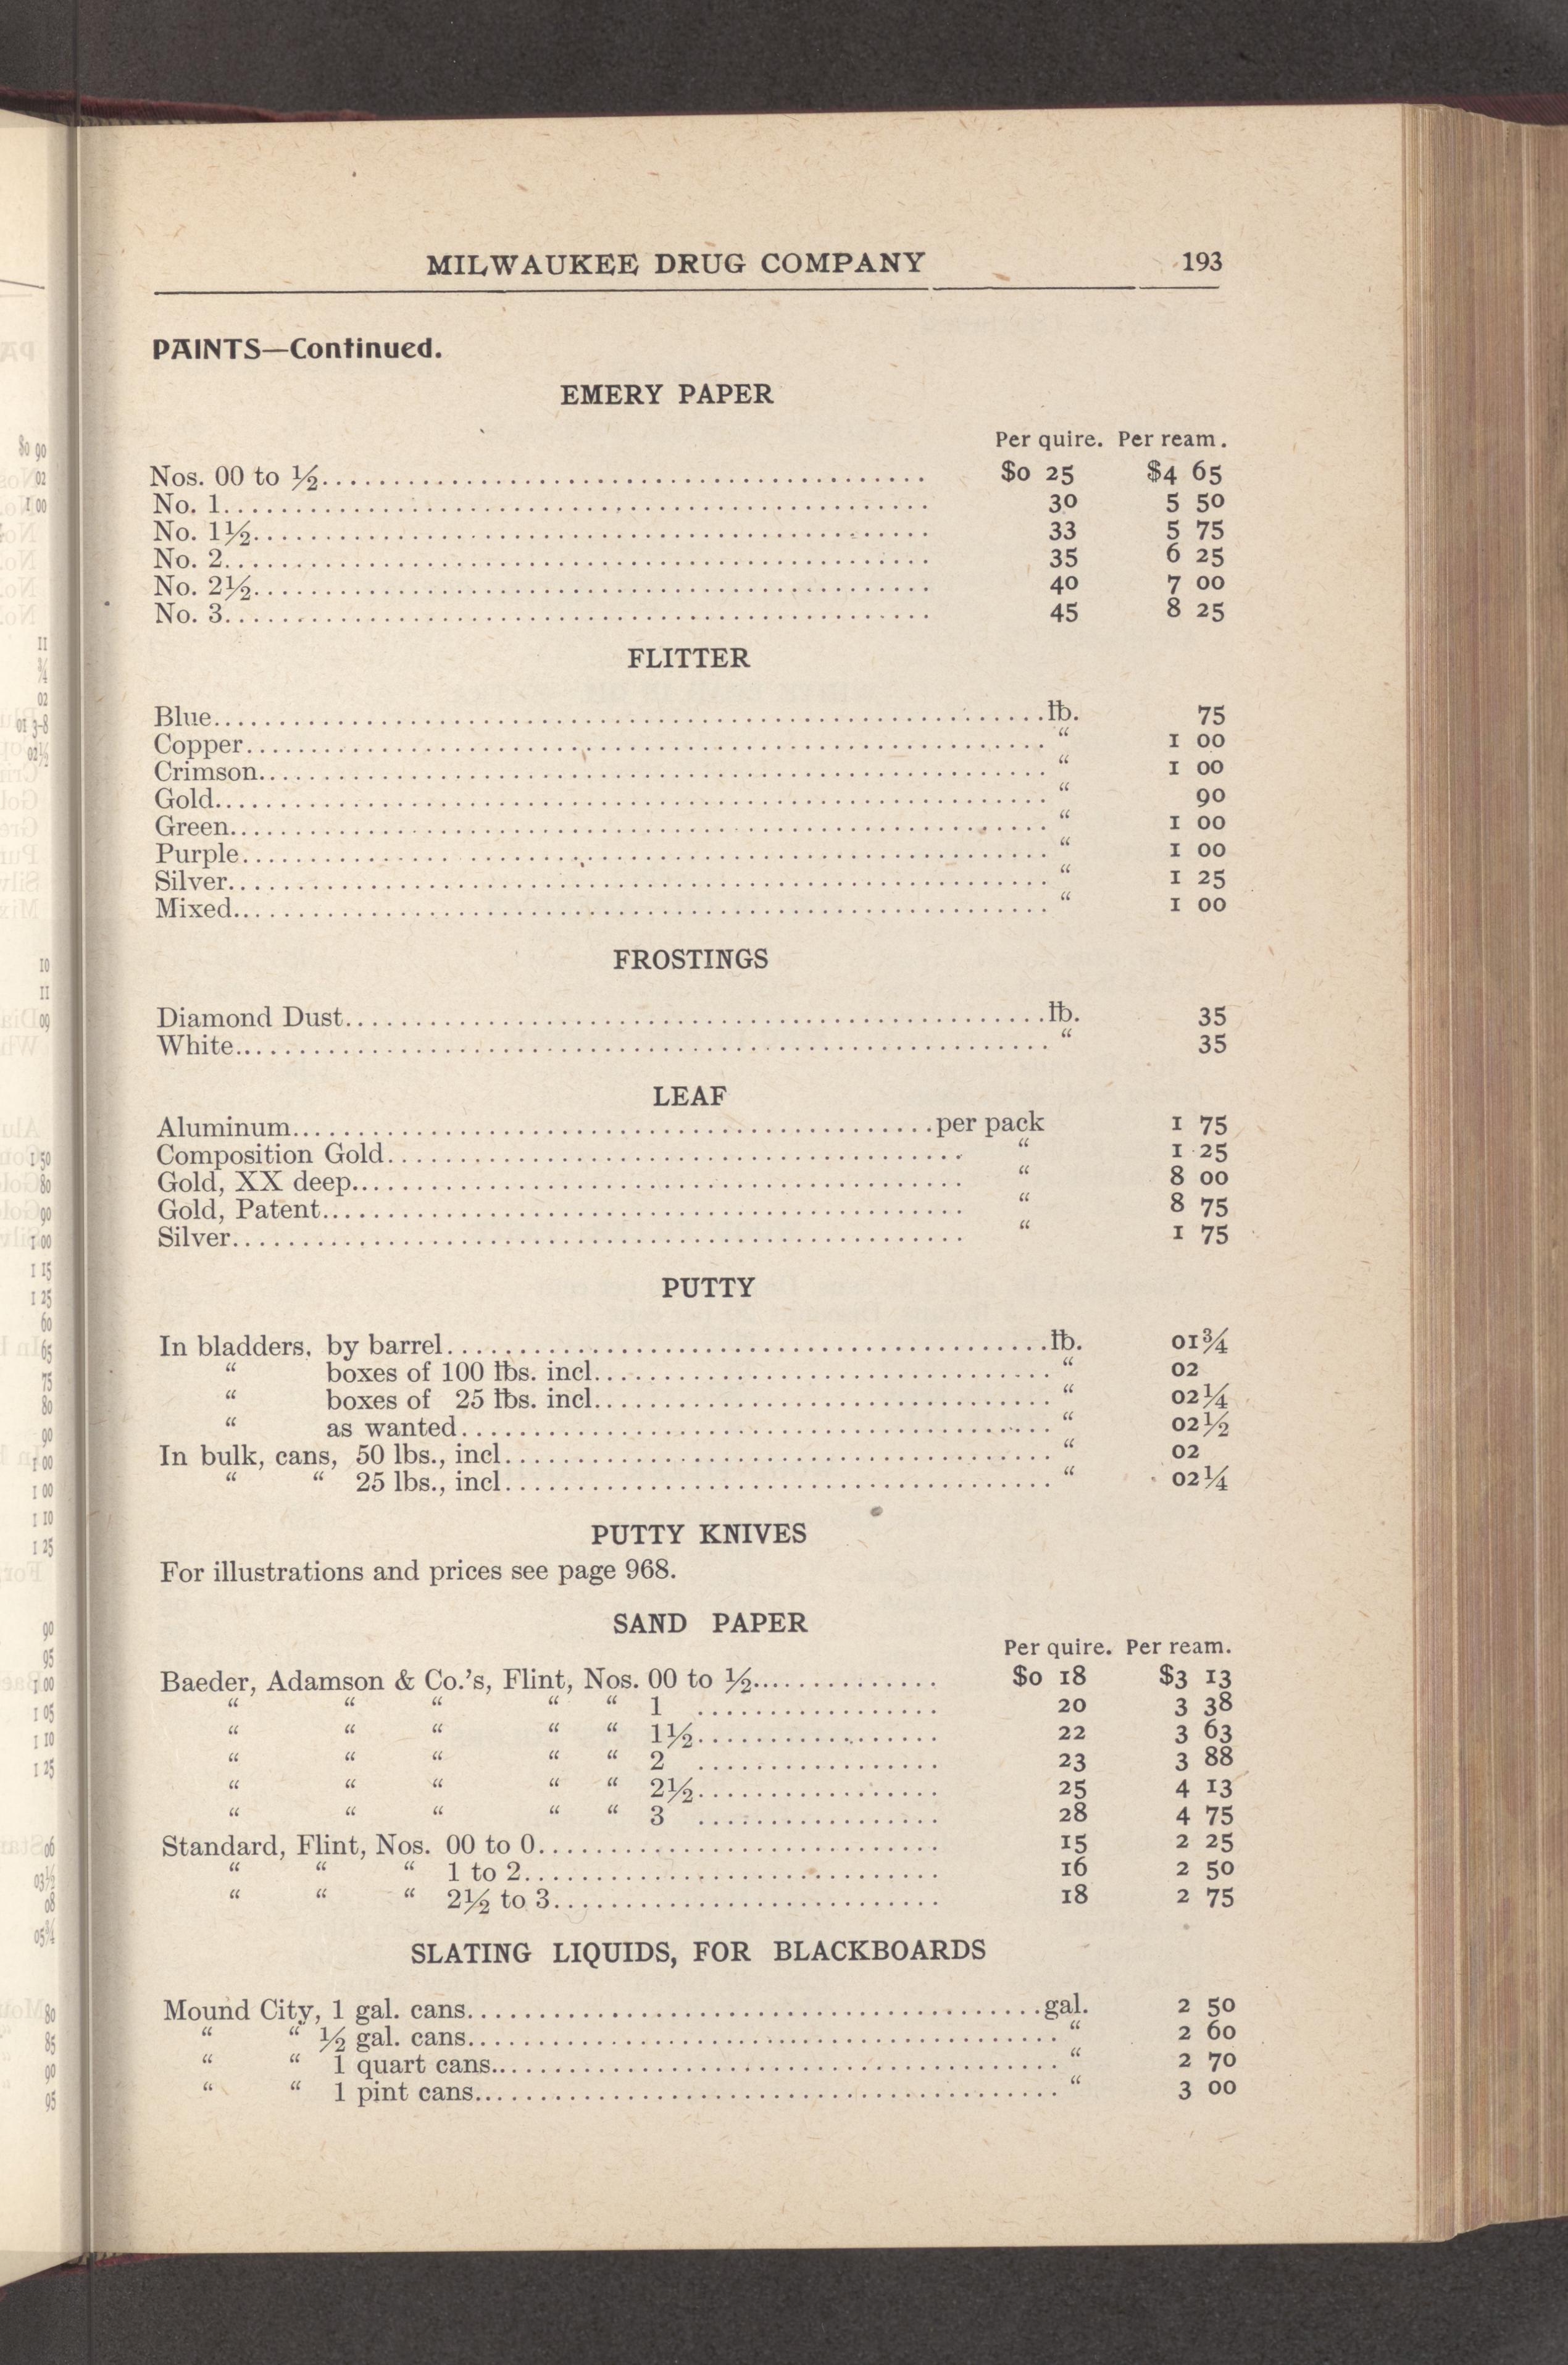 MILWAUKEE DRUG COMPANY 193
PAINTS—Continued.
EMERY PAPER
Per quire. Per ream.
Nos. 00 to ½ $0 25 $4 65
No. 1 30 5 50
No. 1½ 33 5 75
No. 2 35 6 25
No. 2½ 40 7 00
No. 3 45 8 25
FLITTER
Blue lb. 75
Copper “ 1 00
Crimson “ 1 00
Gold “ 90
Green “ 1 00
Purple “ 1 00
Silver “ 1 25
Mixed “ 1 00
FROSTINGS
Diamond Dust lb. 35
White “ 35
LEAF
Aluminum per pack 1 75
Composition Gold “ 1 25
Gold, XX deep “ 8 00
Gold, Patent “ 8 75
Silver “ 1 75
PUTTY
In bladders, by barrel lb. 01¾
“ boxes of 100 lbs. incl. “ 02
“ boxes of 25 lbs. incl. “ 02¼
“ as wanted “ 02½
In bulk, cans, 50 lbs., incl. “ 02
“ “ 25 lbs., incl. “ 02¼
PUTTY KNIVES
For illustrations and prices see page 968.
SAND PAPER
Per quire. Per ream.
Baeder, Adamson & Co.'s, Flint, Nos. 00 to ½ $0 18 $3 13
“ “ “ “ “ 1 20 3 38
“ “ “ “ “ 1½ 22 3 63
“ “ “ “ “ 2 23 3 88
“ “ “ “ “ 2½ 25 4 13
“ “ “ “ “ 3 28 4 75
Standard, Flint, Nos. 00 to 0 15 2 25
“ “ “ 1 to 2 16 2 50
“ “ “ 2½ to 3 18 2 75
SLATING LIQUIDS, FOR BLACKBOARDS
Mound City, 1 gal. cans gal. 2 50
“ “ ½ gal. cans “ 2 60
“ “ 1 quart cans “ 2 70
“ “ 1 pint cans “ 3 00